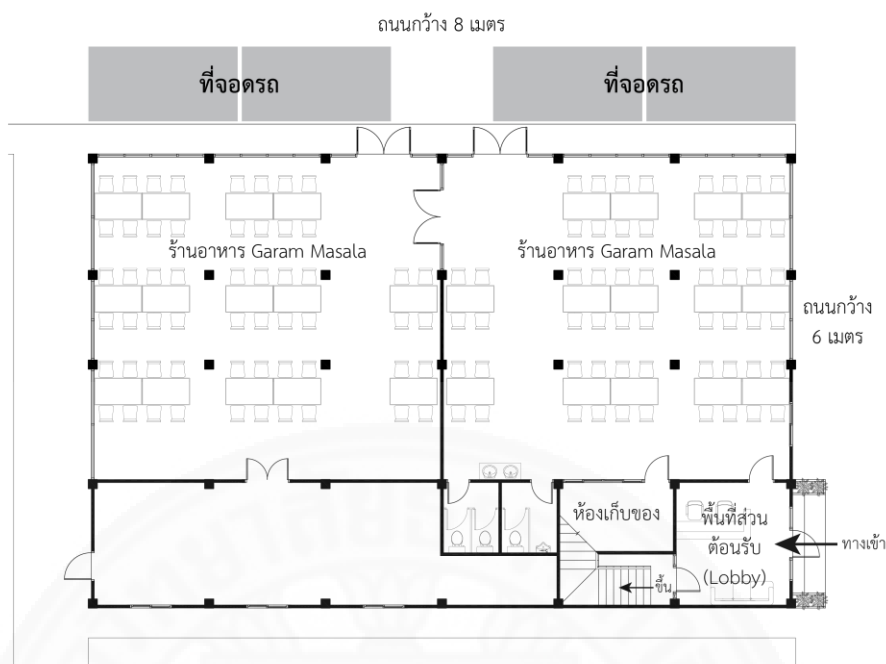 ถนนกว้าง 8 เมตร
ที่จอดรถ
ที่จอดรถ
ร้านอาหาร Garam Masala
ร้านอาหาร Garam Masala
ถนนกว้าง
6 เมตร
ห้องเก็บของ
พื้นที่ส่วน
ต้อนรับ
(Lobby)
ทางเข้า
ขึ้น